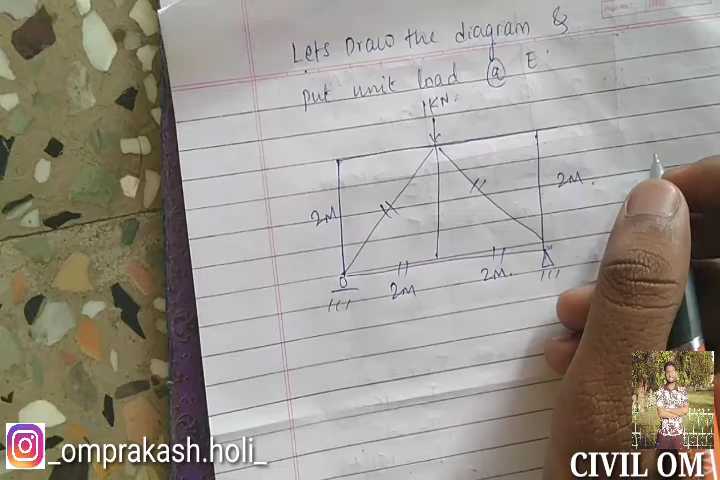 Lets Draw the diagram &
put unit load @ E.
1KN.
2M
2M.
2M
2M.
_omprakash.holi_
CIVIL OM